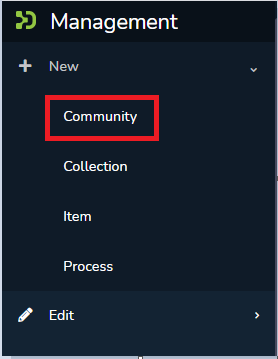 Management
New
Community
Collection
Item
Process
Edit